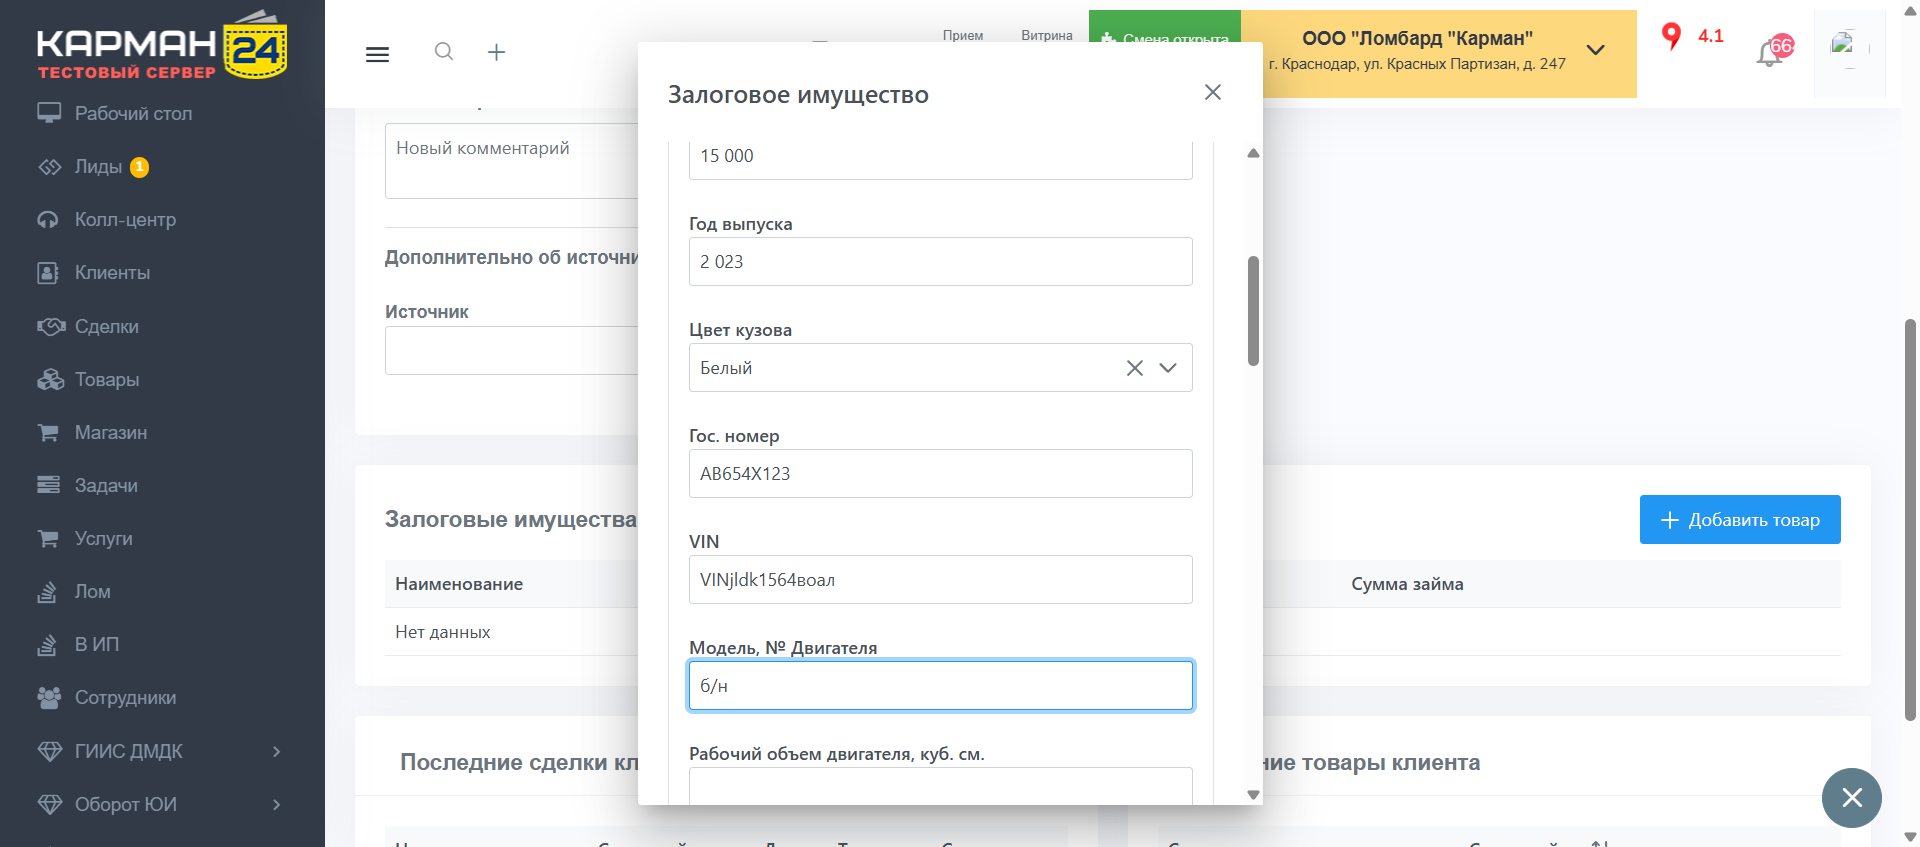 КАРМАН 24
ТЕСТОВЫЙ СЕРВЕР
Рабочий стол
Лиды 1
Колл-центр
Клиенты
Сделки
Товары
Магазин
Задачи
Услуги
Лом
В ИП
Сотрудники
ГИИС ДМДК
Оборот ЮИ
Прием
Витрина
Смена открыта
ООО "Ломбард "Карман"
г. Краснодар, ул. Красных Партизан, д. 247
4.1
66
Новый комментарий
Дополнительно об источни
Источник
Залоговые имущества
Добавить товар
Наименование
Сумма займа
Нет данных
Последние сделки кл
ние товары клиента
Залоговое имущество
15 000
Год выпуска
2 023
Цвет кузова
Белый
Гос. номер
АВ654Х123
VIN
VINjldk1564воал
Модель, № Двигателя
б/н
Рабочий объем двигателя, куб. см.